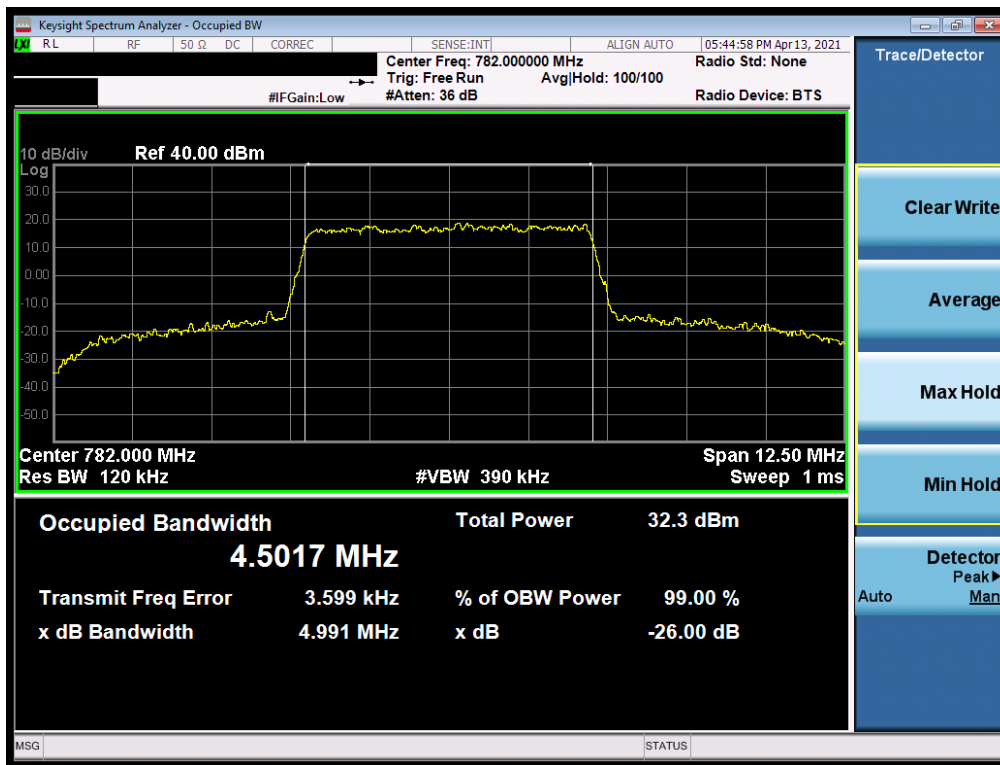 Keysight Spectrum Analyzer - Occupied BW
LXI RL RF 50 Ω DC CORREC SENSE:INT ALIGN AUTO 05:44:58 PM Apr 13, 2021
Center Freq: 782.000000 MHz Radio Std: None
Trig: Free Run Avg|Hold: 100/100
#IFGain:Low #Atten: 36 dB Radio Device: BTS
10 dB/div Ref 40.00 dBm
Log
30.0
20.0
10.0
0.00
-10.0
-20.0
-30.0
-40.0
-50.0
Center 782.000 MHz Span 12.50 MHz
Res BW 120 kHz #VBW 390 kHz Sweep 1 ms
Occupied Bandwidth Total Power 32.3 dBm
4.5017 MHz
Transmit Freq Error 3.599 kHz % of OBW Power 99.00 %
x dB Bandwidth 4.991 MHz x dB -26.00 dB
MSG STATUS
Trace/Detector
Clear Write
Average
Max Hold
Min Hold
Detector
Peak▶
Auto Man